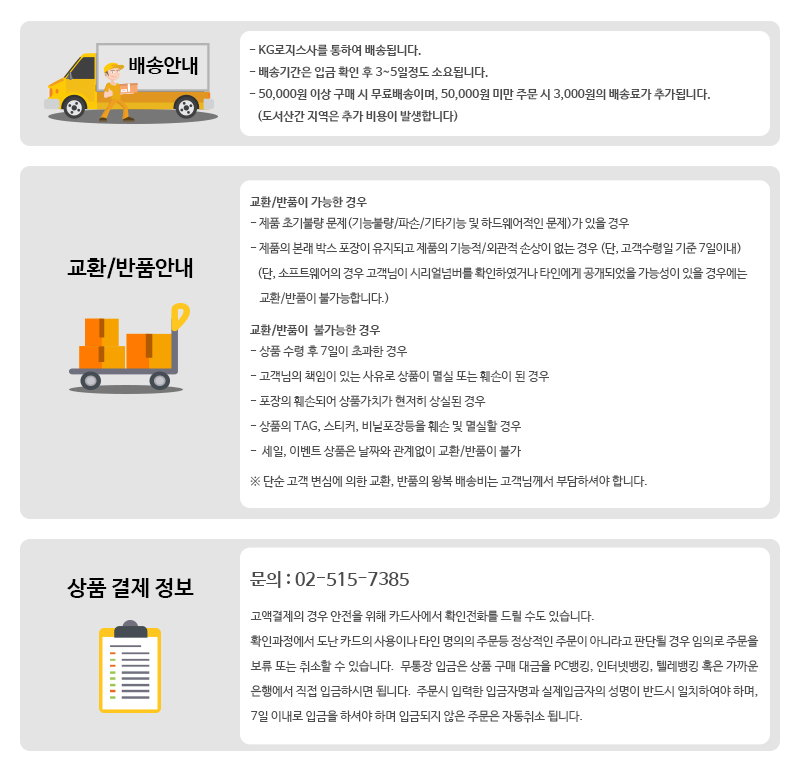 배송안내
- KG로지스사를 통하여 배송됩니다.
- 배송기간은 입금 확인 후 3~5일정도 소요됩니다.
- 50,000원 이상 구매 시 무료배송이며, 50,000원 미만 주문 시 3,000원의 배송료가 추가됩니다.
(도서산간 지역은 추가 비용이 발생합니다)
교환/반품안내
교환/반품이 가능한 경우
- 제품 초기불량 문제(기능불량/파손/기타기능 및 하드웨어적인 문제)가 있을 경우
- 제품의 본래 박스 포장이 유지되고 제품의 기능적/외관적 손상이 없는 경우 (단, 고객수령일 기준 7일이내)
(단, 소프트웨어의 경우 고객님이 시리얼넘버를 확인하였거나 타인에게 공개되었을 가능성이 있을 경우에는
교환/반품이 불가능합니다.)
교환/반품이 불가능한 경우
- 상품 수령 후 7일이 초과한 경우
- 고객님의 책임이 있는 사유로 상품이 멸실 또는 훼손이 된 경우
- 포장의 훼손되어 상품가치가 현저히 상실된 경우
- 상품의 TAG, 스티커, 비닐포장등을 훼손 및 멸실할 경우
- 세일, 이벤트 상품은 날짜와 관계없이 교환/반품이 불가
※ 단순 고객 변심에 의한 교환, 반품의 왕복 배송비는 고객님께서 부담하셔야 합니다.
상품 결제 정보
문의 : 02-515-7385
고액결제의 경우 안전을 위해 카드사에서 확인전화를 드릴 수도 있습니다.
확인과정에서 도난 카드의 사용이나 타인 명의의 주문등 정상적인 주문이 아니라고 판단될 경우 임의로 주문을
보류 또는 취소할 수 있습니다. 무통장 입금은 상품 구매 대금을 PC뱅킹, 인터넷뱅킹, 텔레뱅킹 혹은 가까운
은행에서 직접 입금하시면 됩니다. 주문시 입력한 입금자명과 실제입금자의 성명이 반드시 일치하여야 하며,
7일 이내로 입금을 하셔야 하며 입금되지 않은 주문은 자동취소 됩니다.